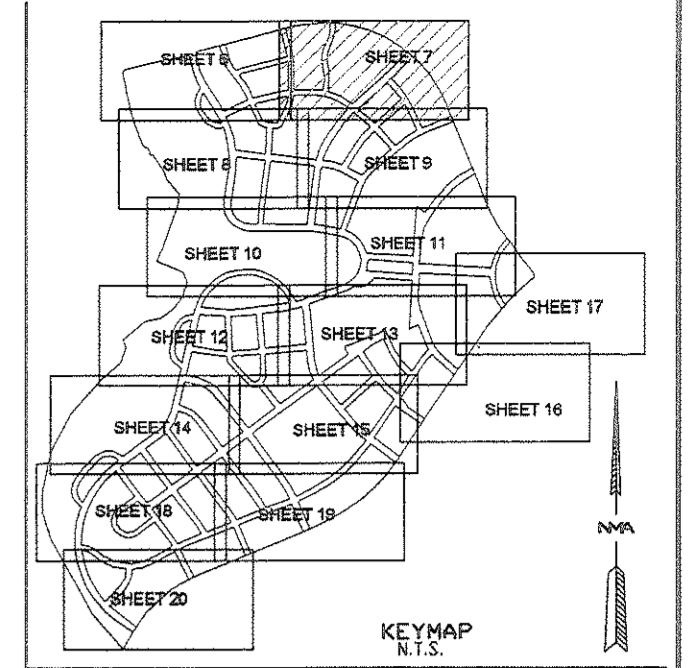 SHEET 6
SHEET 7
SHEET 8
SHEET 9
SHEET 10
SHEET 11
SHEET 17
SHEET 12
SHEET 13
SHEET 16
SHEET 14
SHEET 15
SHEET 18
SHEET 19
NMA
SHEET 20
KEYMAP
N.T.S.